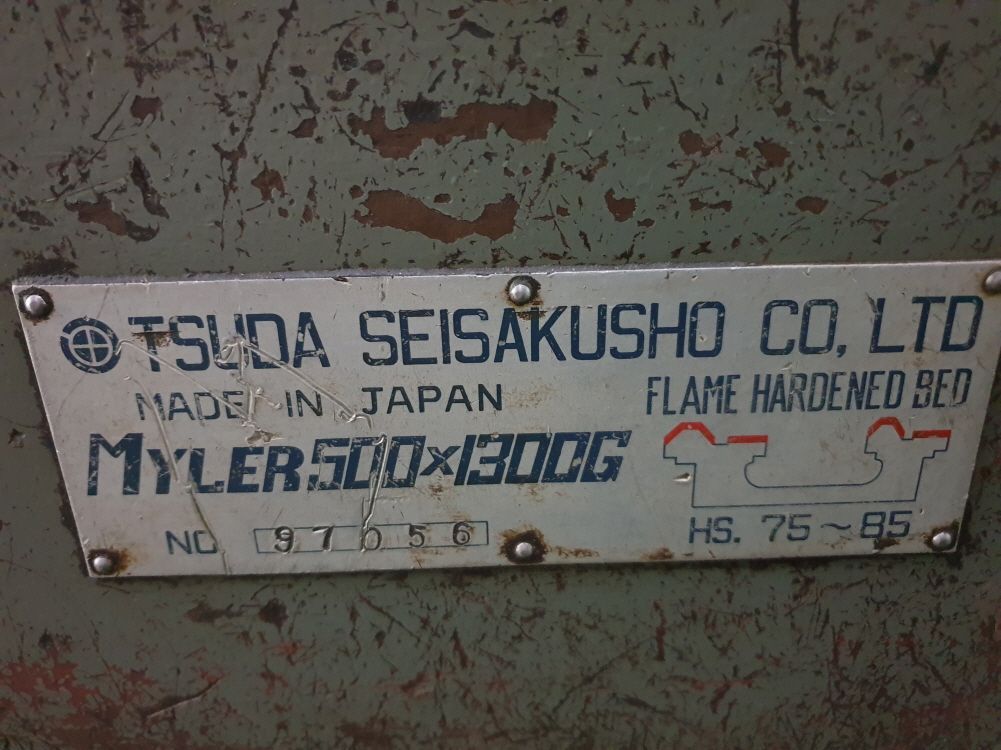 TSUDA SEISAKUSHO CO, LTD
MADE IN JAPAN
FLAME HARDENED BED
MYLER 500×1300G
NO 97056
HS. 75~85